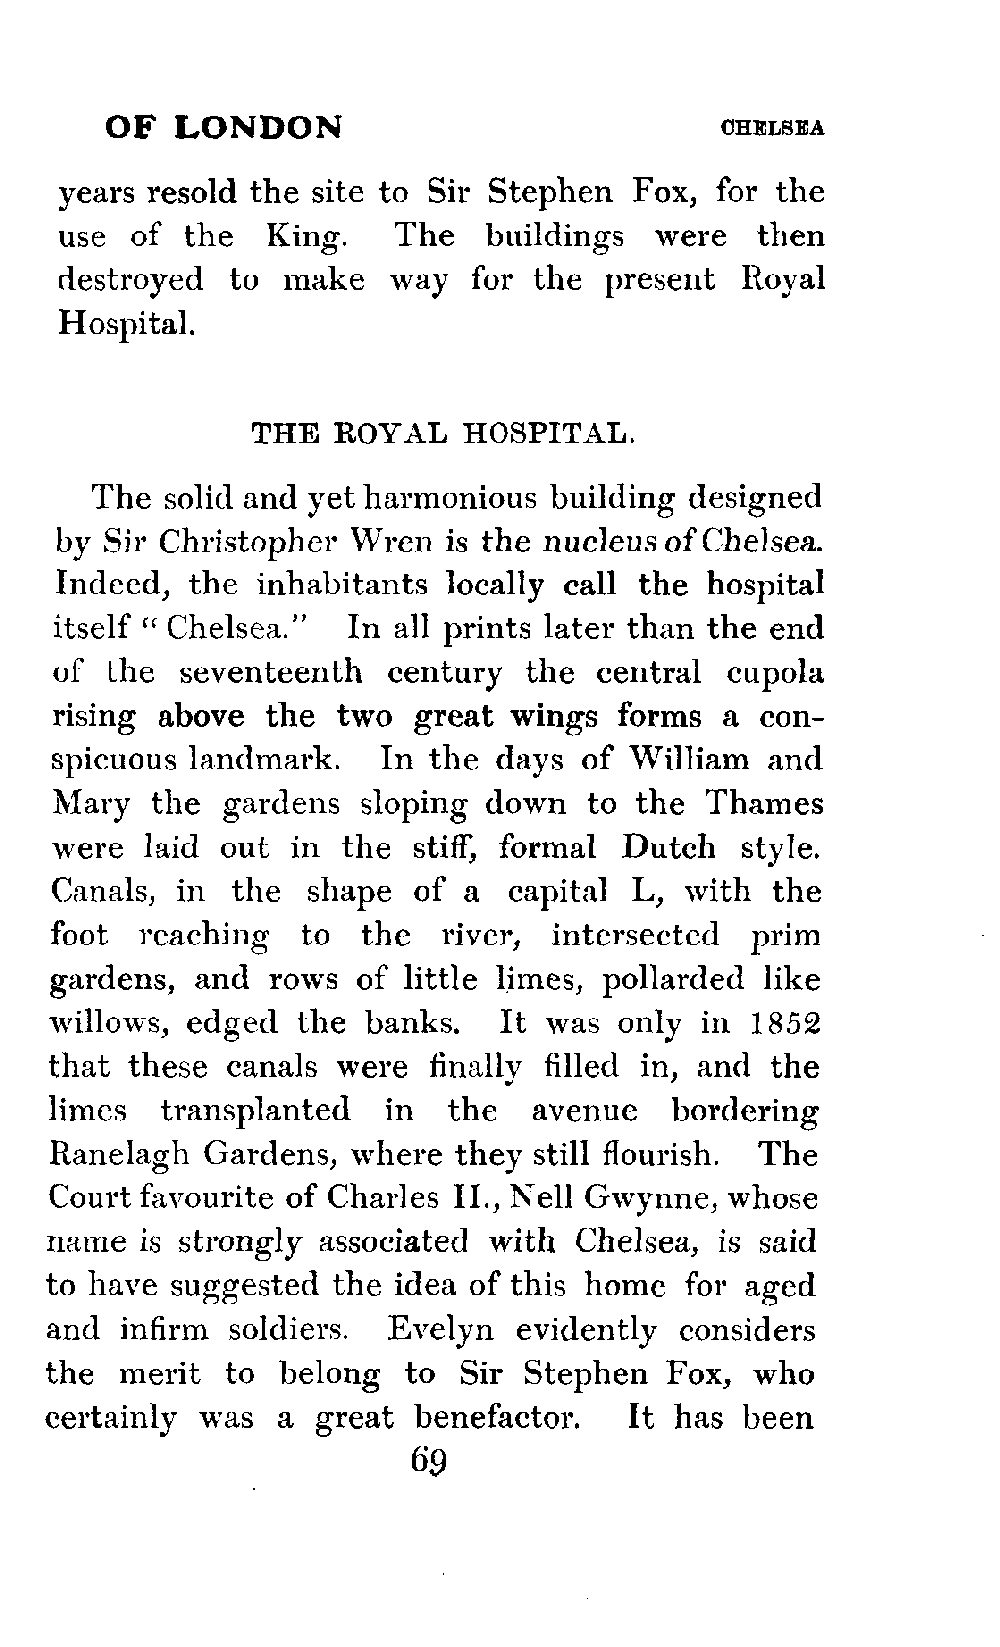 OF LONDON CHELSEA
years resold the site to Sir Stephen Fox, for the
use of the King. The buildings were then
destroyed to make way for the present Royal
Hospital.
THE ROYAL HOSPITAL.
The solid and yet harmonious building designed
by Sir Christopher Wren is the nucleus of Chelsea.
Indeed, the inhabitants locally call the hospital
itself “ Chelsea.” In all prints later than the end
of the seventeenth century the central cupola
rising above the two great wings forms a con-
spicuous landmark. In the days of William and
Mary the gardens sloping down to the Thames
were laid out in the stiff, formal Dutch style.
Canals, in the shape of a capital L, with the
foot reaching to the river, intersected prim
gardens, and rows of little limes, pollarded like
willows, edged the banks. It was only in 1852
that these canals were finally filled in, and the
limes transplanted in the avenue bordering
Ranelagh Gardens, where they still flourish. The
Court favourite of Charles II., Nell Gwynne, whose
name is strongly associated with Chelsea, is said
to have suggested the idea of this home for aged
and infirm soldiers. Evelyn evidently considers
the merit to belong to Sir Stephen Fox, who
certainly was a great benefactor. It has been
69